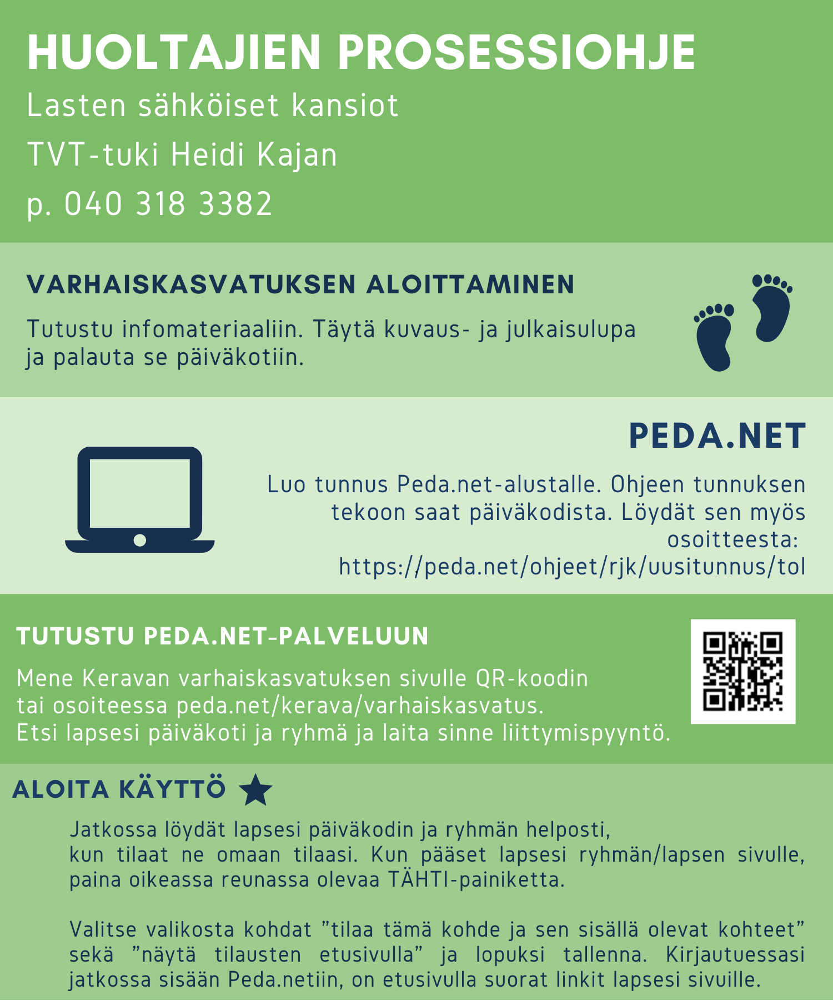 HUOLTAJIEN PROSESSIOHJE
Lasten sähköiset kansiot
TVT-tuki Heidi Kajan
p. 040 318 3382
VARHAISKASVATUKSEN ALOITTAMINEN
Tutustu infomateriaaliin. Täytä kuvaus- ja julkaisulupa
ja palauta se päiväkotiin.
PEDA.NET
Luo tunnus Peda.net-alustalle. Ohjeen tunnuksen
tekoon saat päiväkodista. Löydät sen myös
osoitteesta:
https://peda.net/ohjeet/rjk/uusitunnus/tol
TUTUSTU PEDA.NET-PALVELUUN
Mene Keravan varhaiskasvatuksen sivulle QR-koodin
tai osoiteessa peda.net/kerava/varhaiskasvatus.
Etsi lapsesi päiväkoti ja ryhmä ja laita sinne liittymispyyntö.
ALOITA KÄYTTÖ
Jatkossa löydät lapsesi päiväkodin ja ryhmän helposti,
kun tilaat ne omaan tilaasi. Kun pääset lapsesi ryhmän/lapsen sivulle,
paina oikeassa reunassa olevaa TÄHTI-painiketta.
Valitse valikosta kohdat ”tilaa tämä kohde ja sen sisällä olevat kohteet”
sekä ”näytä tilausten etusivulla” ja lopuksi tallenna. Kirjautuessasi
jatkossa sisään Peda.netiin, on etusivulla suorat linkit lapsesi sivuille.